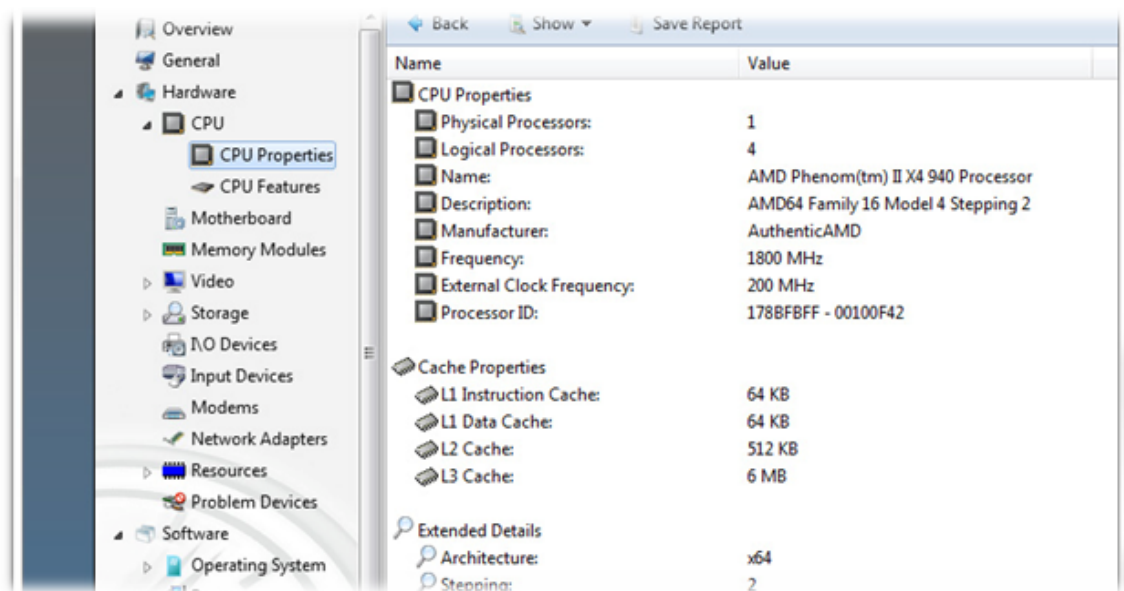 Back Show Save Report
Overview
General
Hardware
CPU
CPU Properties
CPU Features
Motherboard
Memory Modules
Video
Storage
I\O Devices
Input Devices
Modems
Network Adapters
Resources
Problem Devices
Software
Operating System
Name Value
CPU Properties
Physical Processors: 1
Logical Processors: 4
Name: AMD Phenom(tm) II X4 940 Processor
Description: AMD64 Family 16 Model 4 Stepping 2
Manufacturer: AuthenticAMD
Frequency: 1800 MHz
External Clock Frequency: 200 MHz
Processor ID: 178BFBFF - 00100F42
Cache Properties
L1 Instruction Cache: 64 KB
L1 Data Cache: 64 KB
L2 Cache: 512 KB
L3 Cache: 6 MB
Extended Details
Architecture: x64
Stepping: 2